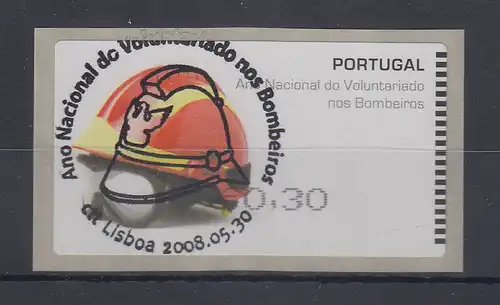 Ano Nacional do Voluntariado nos Bombeiros
PORTUGAL
Ano Nacional do Voluntariado
nos Bombeiros
0,30
Lisboa 2008.05.30